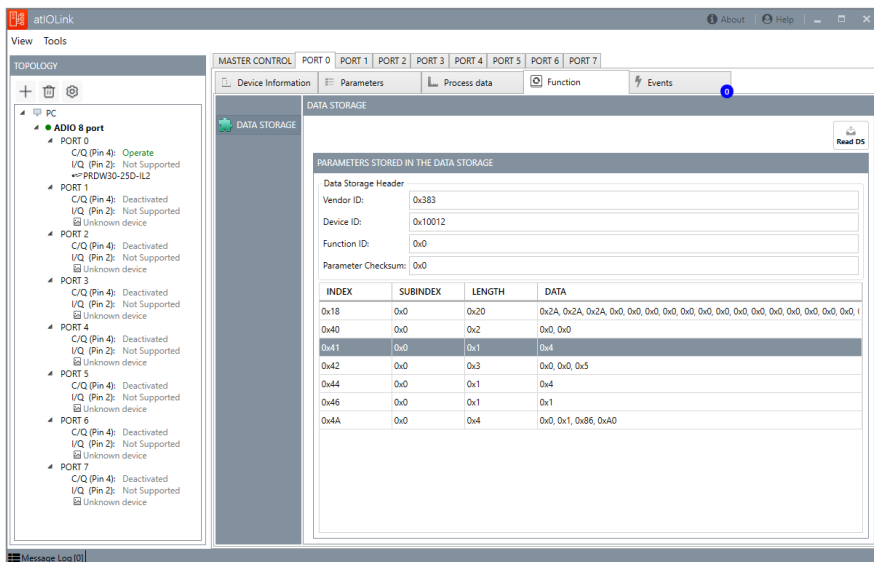 atIOLink
About
Help
View Tools
TOPOLOGY
PC
ADIO 8 port
PORT 0
C/Q (Pin 4): Operate
I/Q (Pin 2): Not Supported
PRDW30-25D-IL2
PORT 1
C/Q (Pin 4): Deactivated
I/Q (Pin 2): Not Supported
Unknown device
PORT 2
C/Q (Pin 4): Deactivated
I/Q (Pin 2): Not Supported
Unknown device
PORT 3
C/Q (Pin 4): Deactivated
I/Q (Pin 2): Not Supported
Unknown device
PORT 4
C/Q (Pin 4): Deactivated
I/Q (Pin 2): Not Supported
Unknown device
PORT 5
C/Q (Pin 4): Deactivated
I/Q (Pin 2): Not Supported
Unknown device
PORT 6
C/Q (Pin 4): Deactivated
I/Q (Pin 2): Not Supported
Unknown device
PORT 7
C/Q (Pin 4): Deactivated
I/Q (Pin 2): Not Supported
Unknown device
MASTER CONTROL PORT 0 PORT 1 PORT 2 PORT 3 PORT 4 PORT 5 PORT 6 PORT 7
Device Information Parameters Process data Function Events
0
DATA STORAGE
DATA STORAGE
Read DS
PARAMETERS STORED IN THE DATA STORAGE
Data Storage Header
Vendor ID: 0x383
Device ID: 0x10012
Function ID: 0x0
Parameter Checksum: 0x0
INDEX SUBINDEX LENGTH DATA
0x18 0x0 0x20 0x2A, 0x2A, 0x2A, 0x0, 0x0, 0x0, 0x0, 0x0, 0x0, 0x0, 0x0, 0x0, 0x0, 0x0, 0x0, 0x0, 0x0, 0x0, 0x0, 0x0, (
0x40 0x0 0x2 0x0, 0x0
0x41 0x0 0x1 0x4
0x42 0x0 0x3 0x0, 0x0, 0x5
0x44 0x0 0x1 0x4
0x46 0x0 0x1 0x1
0x4A 0x0 0x4 0x0, 0x1, 0x86, 0xA0
Message Log [0]